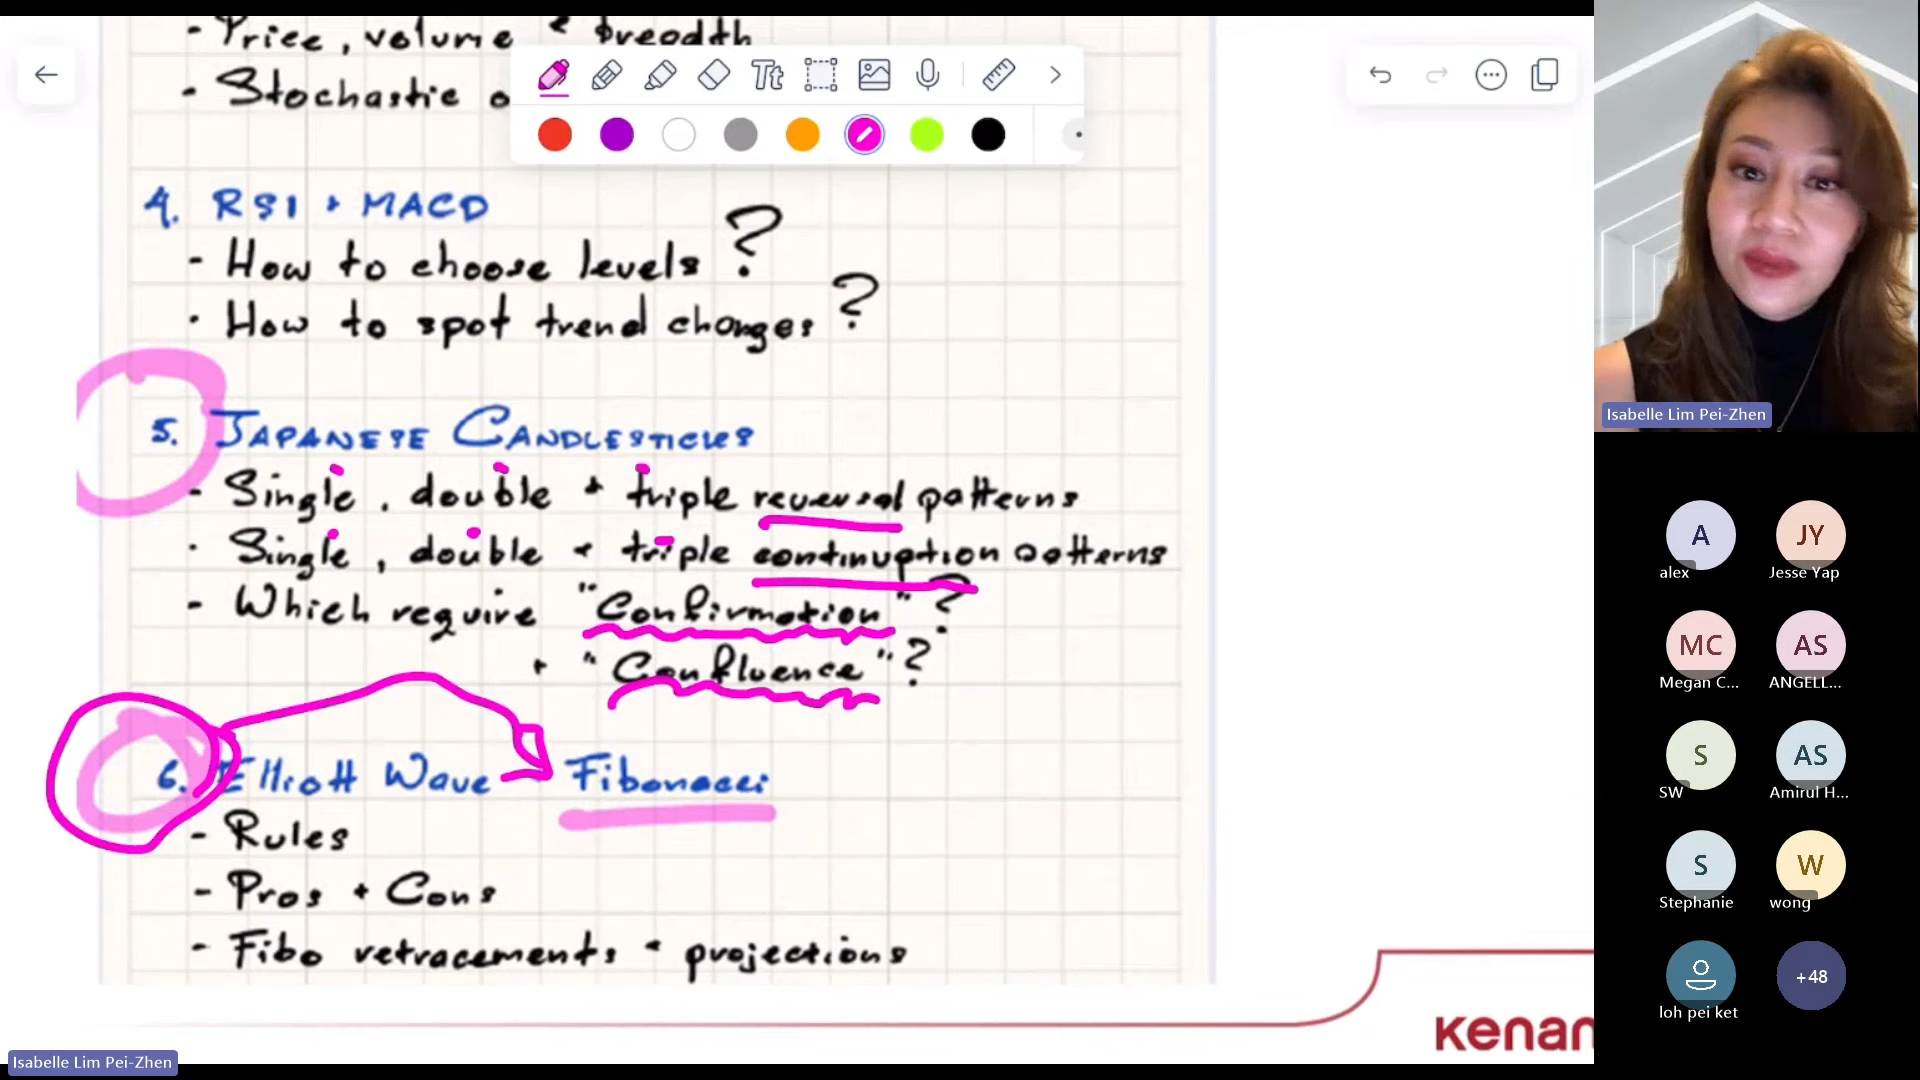 - Price, volume & breadth
- Stochastic o
Tt
4. RSI + MACD
- How to choose levels?
- How to spot trend changes?
5. JAPANESE CANDLESTICKS
- Single, double + triple reversal patterns
- Single, double + triple continuation patterns
- Which require "Confirmation"?
+ "Confluence"?
6. Elliott Wave Fibonacci
- Rules
- Pros + Cons
- Fibo retracements + projections
kenan
Isabelle Lim Pei-Zhen
Isabelle Lim Pei-Zhen
A JY
alex Jesse Yap
MC AS
Megan C... ANGELL...
S AS
SW Amirul H...
S W
Stephanie wong
+48
loh pei ket